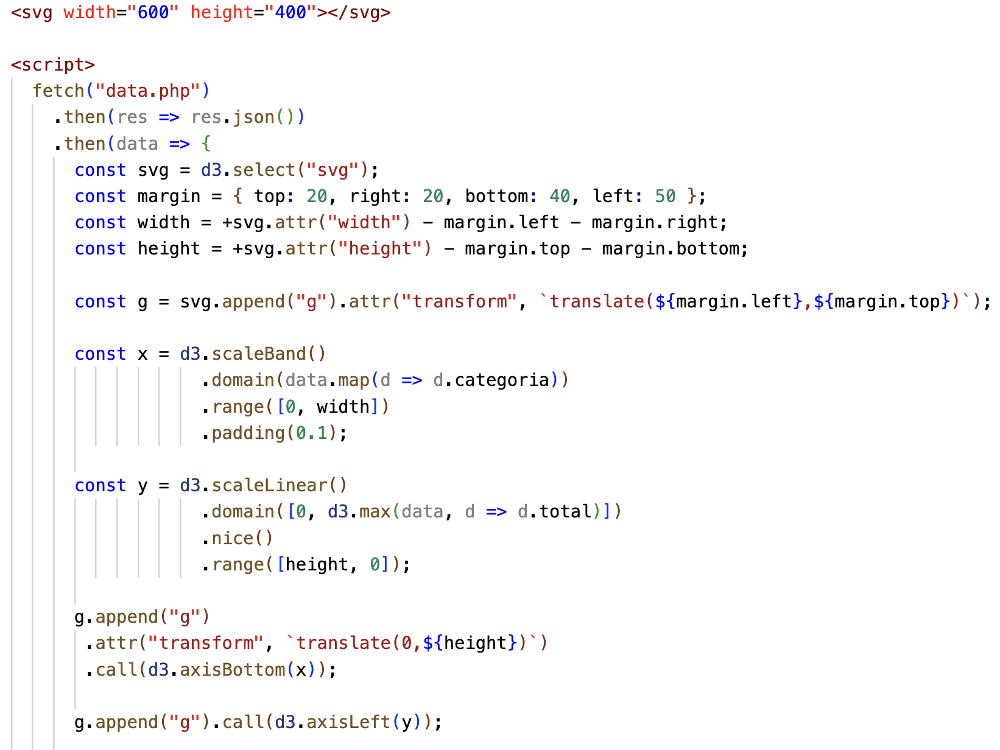 <svg width="600" height="400"></svg>
<script>
fetch("data.php")
.then(res => res.json())
.then(data => {
const svg = d3.select("svg");
const margin = { top: 20, right: 20, bottom: 40, left: 50 };
const width = +svg.attr("width") - margin.left - margin.right;
const height = +svg.attr("height") - margin.top - margin.bottom;
const g = svg.append("g").attr("transform", `translate(${margin.left},${margin.top})`);
const x = d3.scaleBand()
.domain(data.map(d => d.categoria))
.range([0, width])
.padding(0.1);
const y = d3.scaleLinear()
.domain([0, d3.max(data, d => d.total)])
.nice()
.range([height, 0]);
g.append("g")
.attr("transform", `translate(0,${height})`)
.call(d3.axisBottom(x));
g.append("g").call(d3.axisLeft(y));